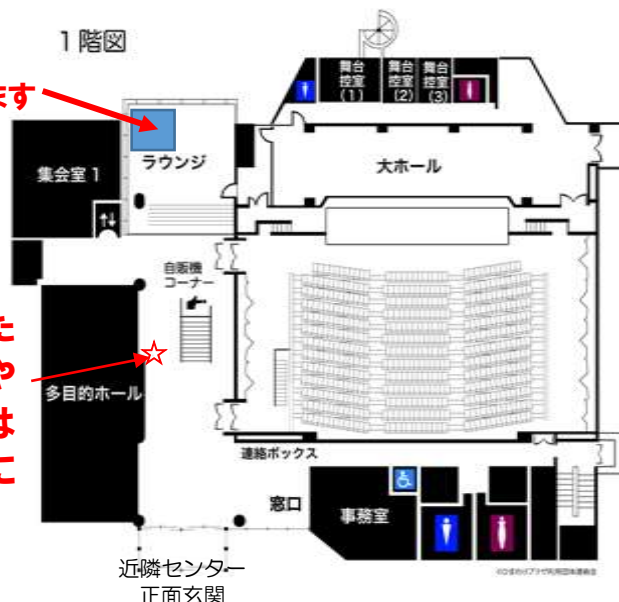 1階図
ます
舞台
控室
(1)
舞台
控室
(2)
舞台
控室
(3)
集会室1
ラウンジ
大ホール
自販機
コーナー
た
や
は
に
多目的ホール
連絡ボックス
窓口
事務室
近隣センター
正面玄関